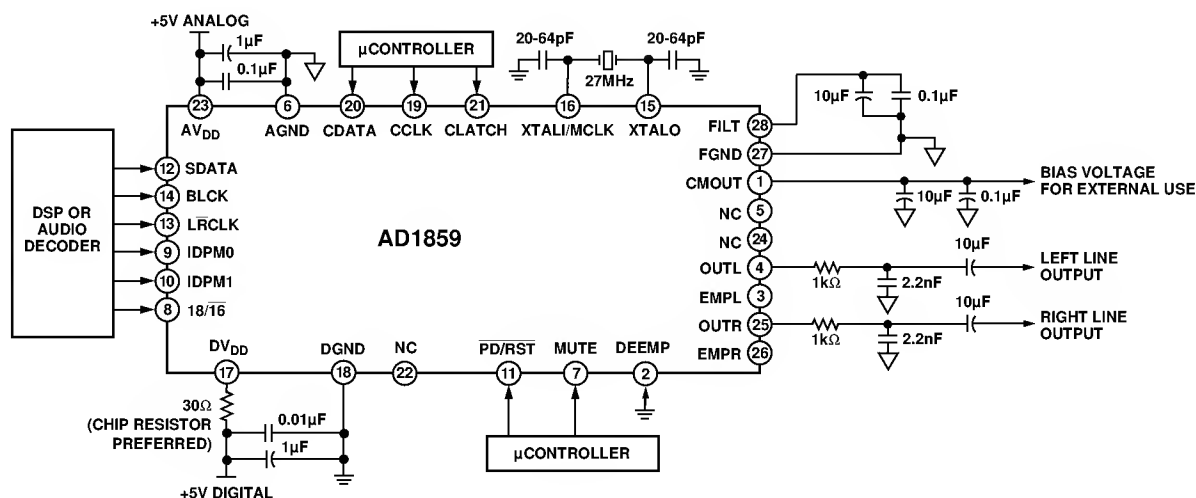 +5V ANALOG
1µF
0.1µF
µCONTROLLER
20-64pF
20-64pF
27MHz
23
6
20
19
21
16
15
AVDD
AGND
CDATA
CCLK
CLATCH
XTALI/MCLK
XTALO
DSP OR
AUDIO
DECODER
12 SDATA
14 BLCK
13 LRCLK
9 IDPM0
10 IDPM1
8 18/16
AD1859
FILT 28
FGND 27
CMOUT 1
NC 5
NC 24
OUTL 4
EMPL 3
OUTR 25
EMPR 26
10µF
0.1µF
10µF
0.1µF
BIAS VOLTAGE
FOR EXTERNAL USE
1kΩ
2.2nF
10µF
LEFT LINE
OUTPUT
1kΩ
2.2nF
10µF
RIGHT LINE
OUTPUT
DVDD
DGND
NC
PD/RST
MUTE
DEEMP
17
18
22
11
7
2
30Ω
(CHIP RESISTOR
PREFERRED)
0.01µF
1µF
+5V DIGITAL
µCONTROLLER